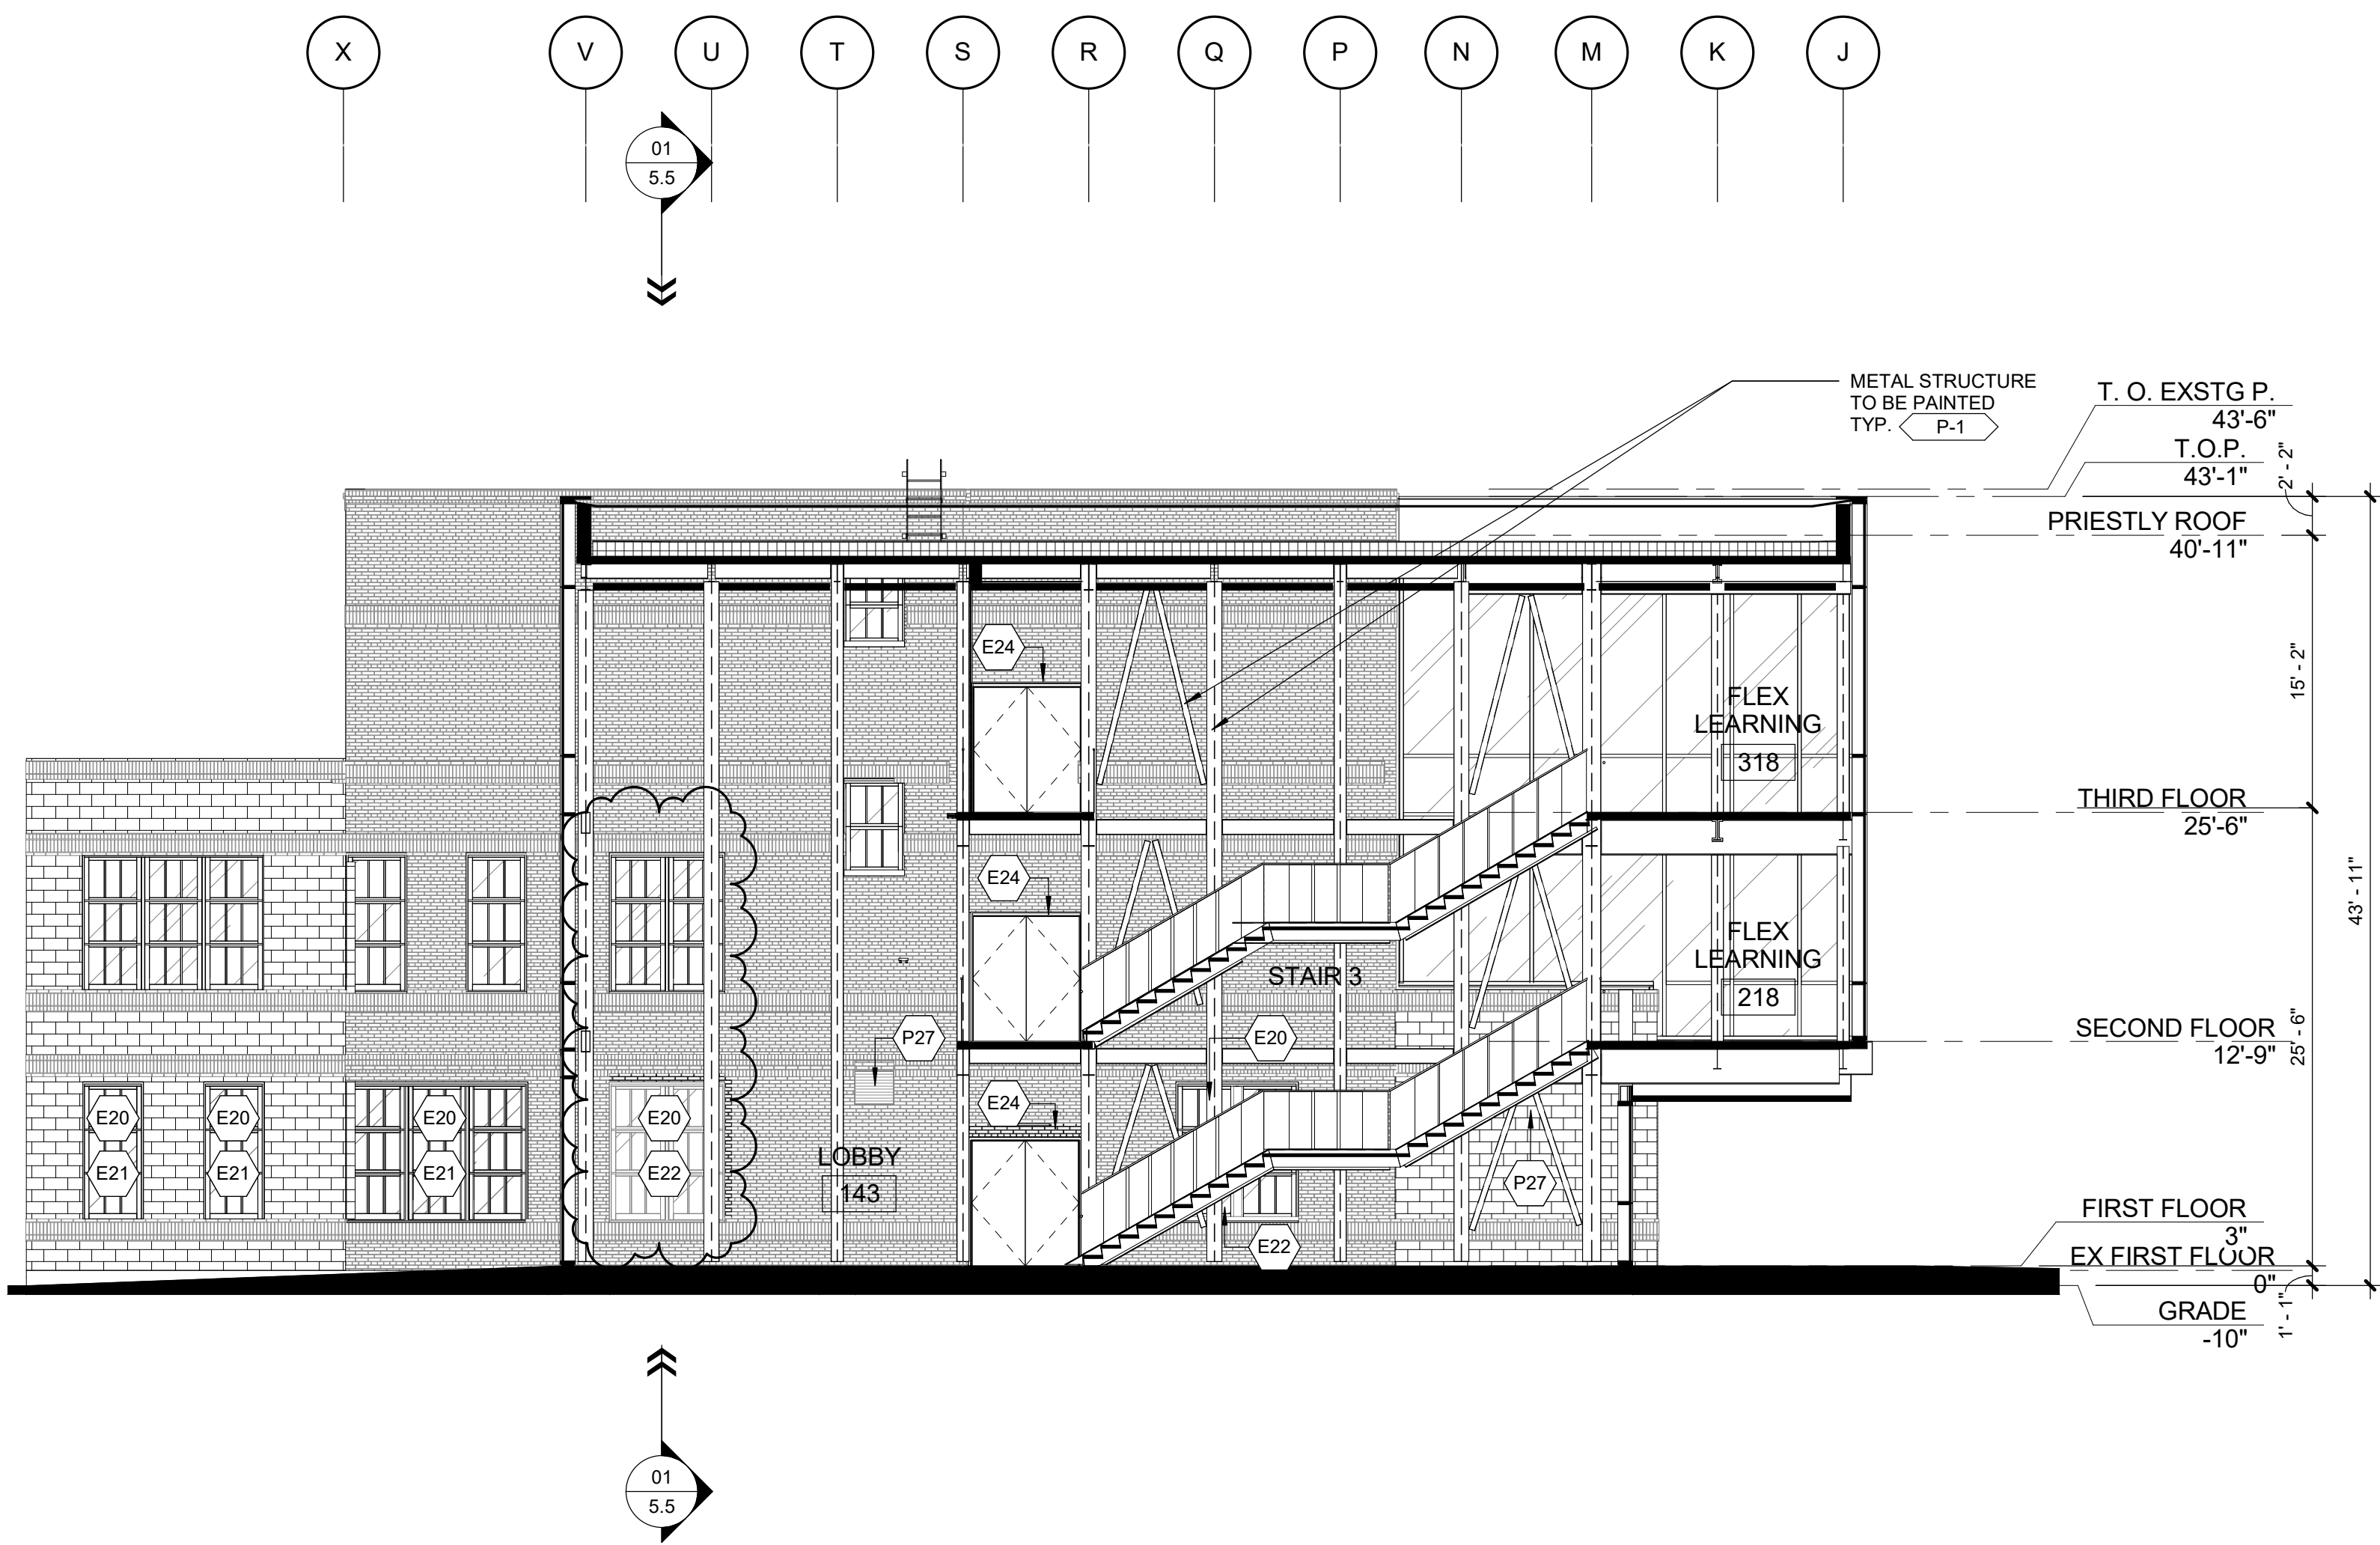 X V U T S R Q P N M K J
01
5.5
METAL STRUCTURE
TO BE PAINTED
TYP. P-1
T. O. EXSTG P.
43'-6"
T.O.P.
43'-1"
2' - 2"
PRIESTLY ROOF
40'-11"
E24
15' - 2"
FLEX
LEARNING
318
THIRD FLOOR
25'-6"
E24
43' - 11"
FLEX
LEARNING
218
STAIR 3
P27
E20
SECOND FLOOR
12'-9"
25' - 6"
E20 E20 E20 E20
E24
E21 E21 E21 E22
LOBBY
143
P27
E22
FIRST FLOOR
3"
EX FIRST FLOOR
0"
GRADE
-10"
1' - 1"
01
5.5